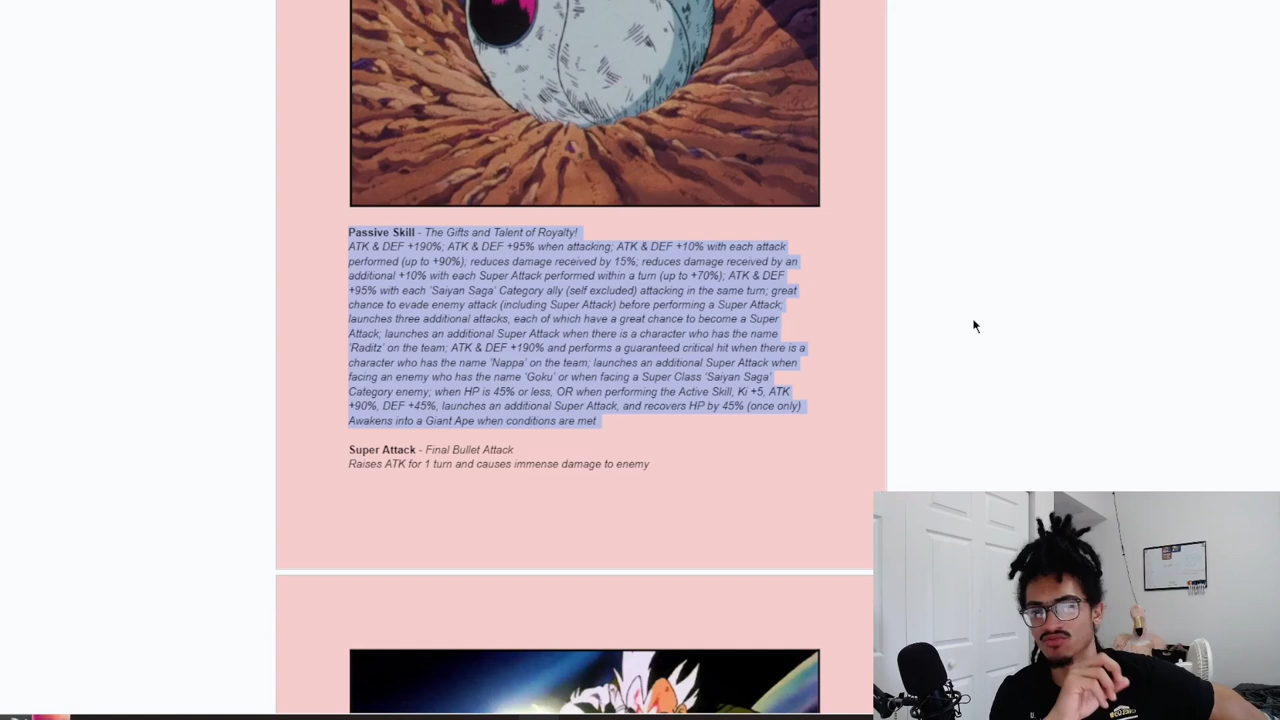 Passive Skill - The Gifts and Talent of Royalty!
ATK & DEF +190%; ATK & DEF +95% when attacking; ATK & DEF +10% with each attack
performed (up to +90%); reduces damage received by 15%; reduces damage received by an
additional +10% with each Super Attack performed within a turn (up to +70%); ATK & DEF
+95% with each 'Saiyan Saga' Category ally (self excluded) attacking in the same turn; great
chance to evade enemy attack (including Super Attack) before performing a Super Attack;
launches three additional attacks, each of which have a great chance to become a Super
Attack; launches an additional Super Attack when there is a character who has the name
'Raditz' on the team; ATK & DEF +190% and performs a guaranteed critical hit when there is a
character who has the name 'Nappa' on the team; launches an additional Super Attack when
facing an enemy who has the name 'Goku' or when facing a Super Class 'Saiyan Saga'
Category enemy; when HP is 45% or less, OR when performing the Active Skill, Ki +5, ATK
+90%, DEF +45%, launches an additional Super Attack, and recovers HP by 45% (once only)
Awakens into a Giant Ape when conditions are met
Super Attack - Final Bullet Attack
Raises ATK for 1 turn and causes immense damage to enemy